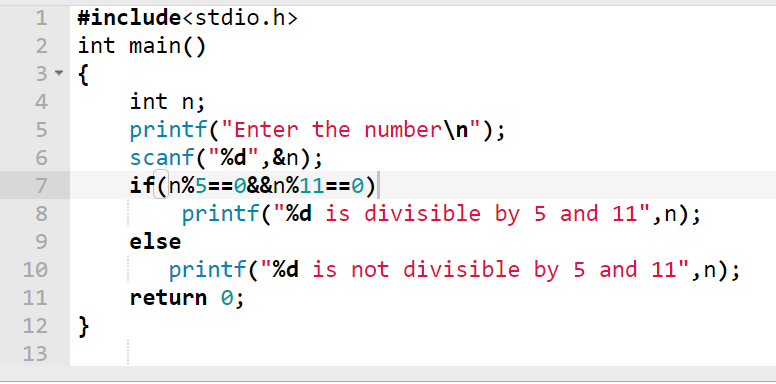 1 #include<stdio.h>
2 int main()
3 {
4 int n;
5 printf("Enter the number\n");
6 scanf("%d",&n);
7 if(n%5==0&&n%11==0)
8 printf("%d is divisible by 5 and 11",n);
9 else
10 printf("%d is not divisible by 5 and 11",n);
11 return 0;
12 }
13